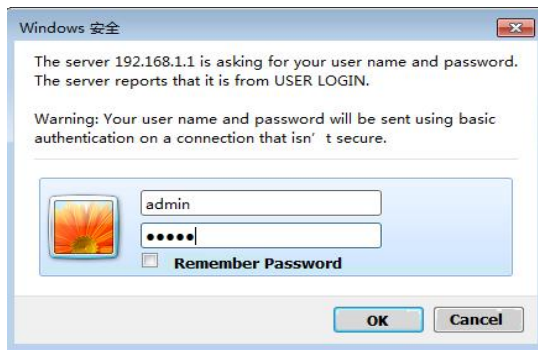 Windows 安全
The server 192.168.1.1 is asking for your user name and password.
The server reports that it is from USER LOGIN.
Warning: Your user name and password will be sent using basic
authentication on a connection that isn' t secure.
admin
●●●●●
Remember Password
OK
Cancel